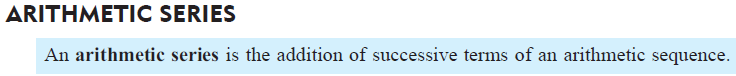 ARITHMETIC SERIES
An arithmetic series is the addition of successive terms of an arithmetic sequence.